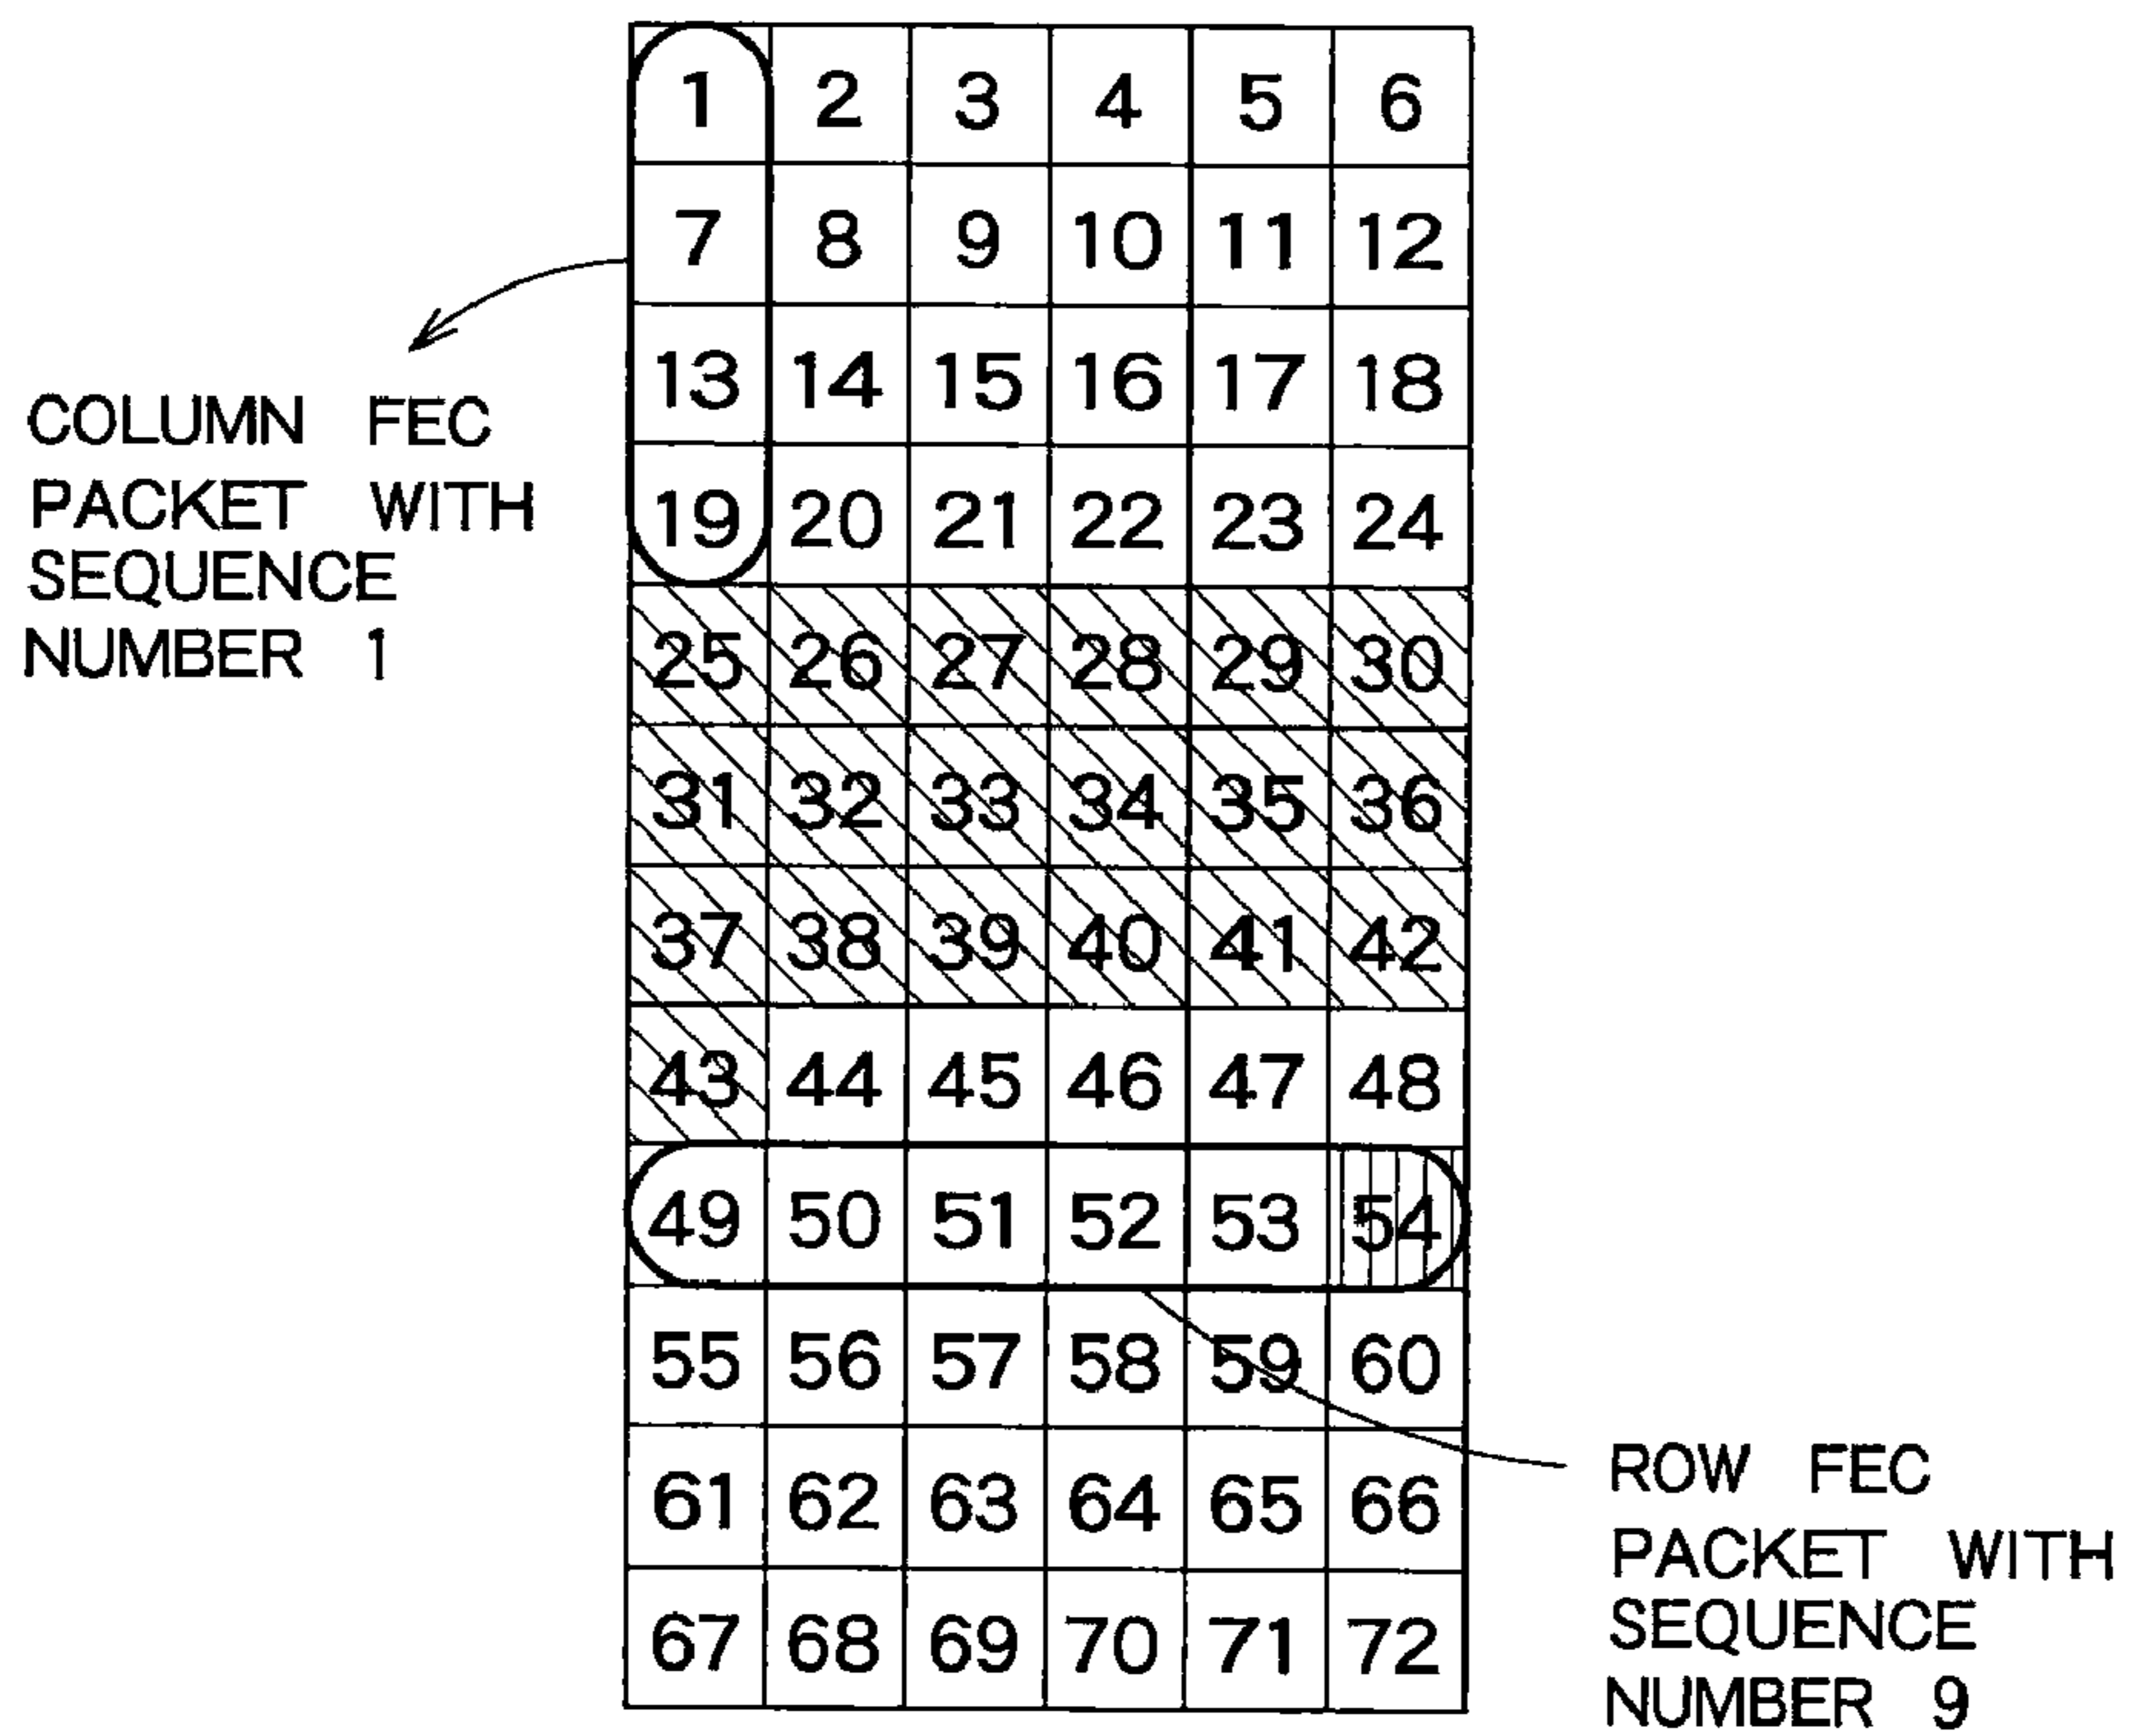 1 2 3 4 5 6
7 8 9 10 11 12
13 14 15 16 17 18
COLUMN FEC
PACKET WITH
SEQUENCE
NUMBER 1
19 20 21 22 23 24
25 26 27 28 29 30
31 32 33 34 35 36
37 38 39 40 41 42
43 44 45 46 47 48
49 50 51 52 53 54
55 56 57 58 59 60
61 62 63 64 65 66
67 68 69 70 71 72
ROW FEC
PACKET WITH
SEQUENCE
NUMBER 9